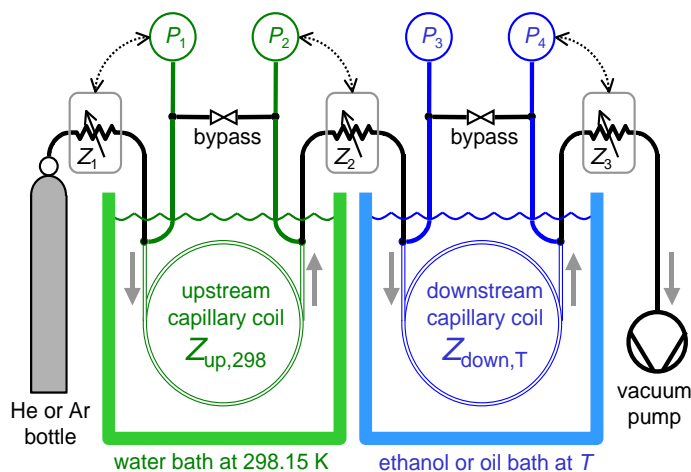 P1
P2
P3
P4
Z1
bypass
Z2
bypass
Z3
upstream
capillary coil
Zup,298
downstream
capillary coil
Zdown,T
He or Ar
bottle
vacuum
pump
water bath at 298.15 K
ethanol or oil bath at T